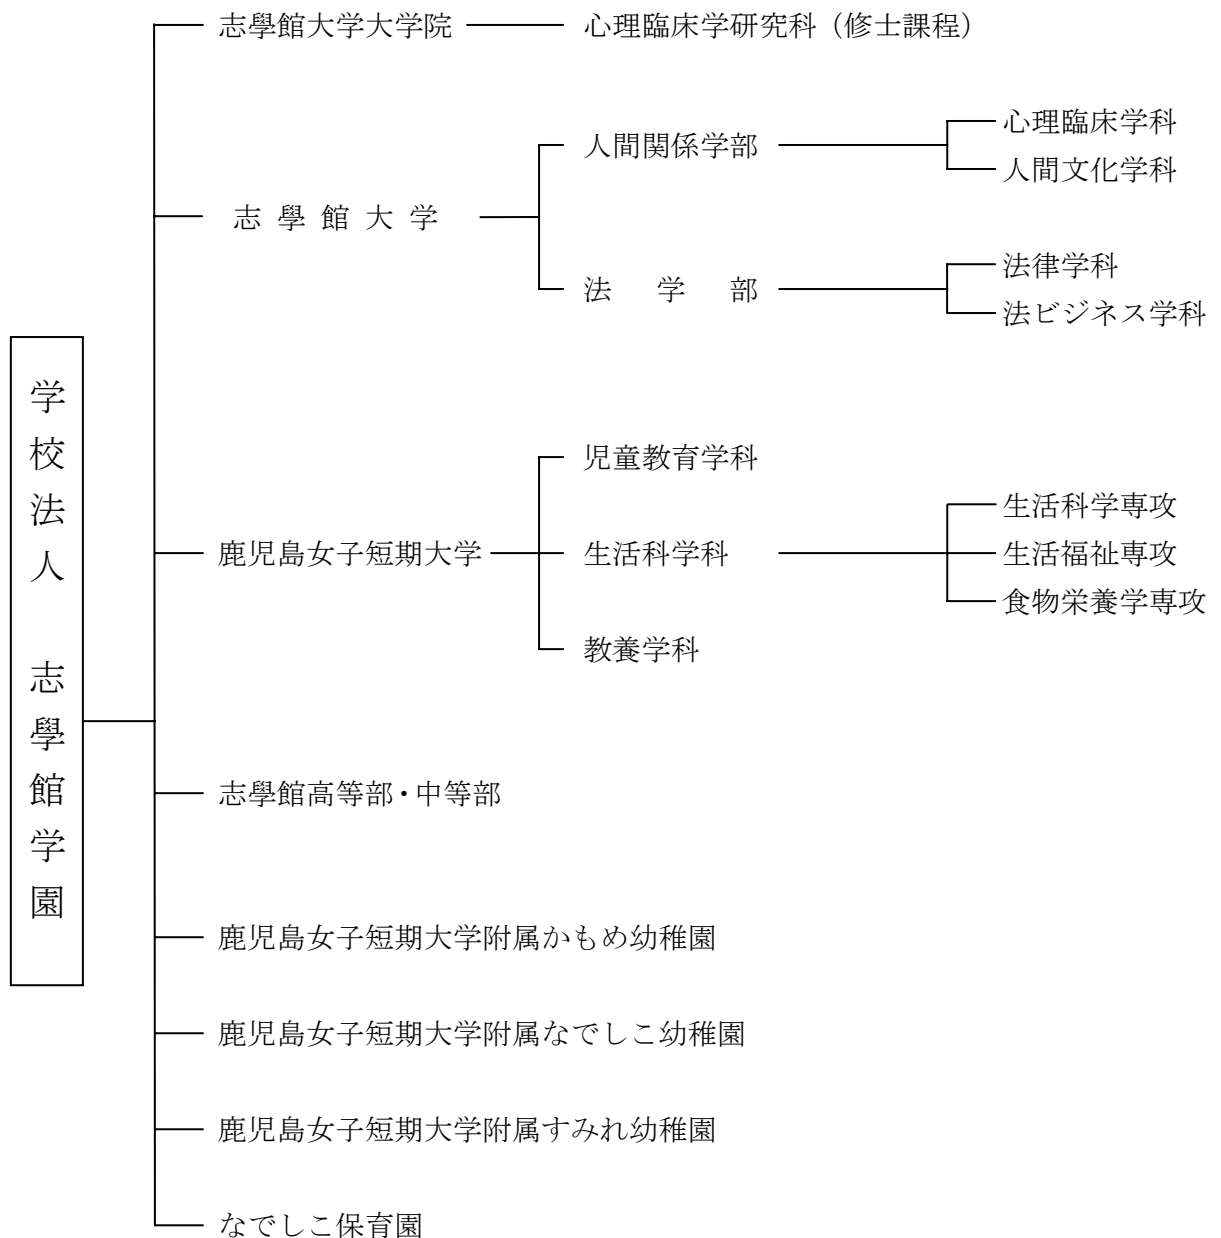 学校法人 志學館学園
志學館大学大学院
心理臨床学研究科（修士課程）
志學館大学
人間関係学部
心理臨床学科
人間文化学科
法学部
法律学科
法ビジネス学科
鹿児島女子短期大学
児童教育学科
生活科学科
生活科学専攻
生活福祉専攻
食物栄養学専攻
教養学科
志學館高等部・中等部
鹿児島女子短期大学附属かもめ幼稚園
鹿児島女子短期大学附属なでしこ幼稚園
鹿児島女子短期大学附属すみれ幼稚園
なでしこ保育園